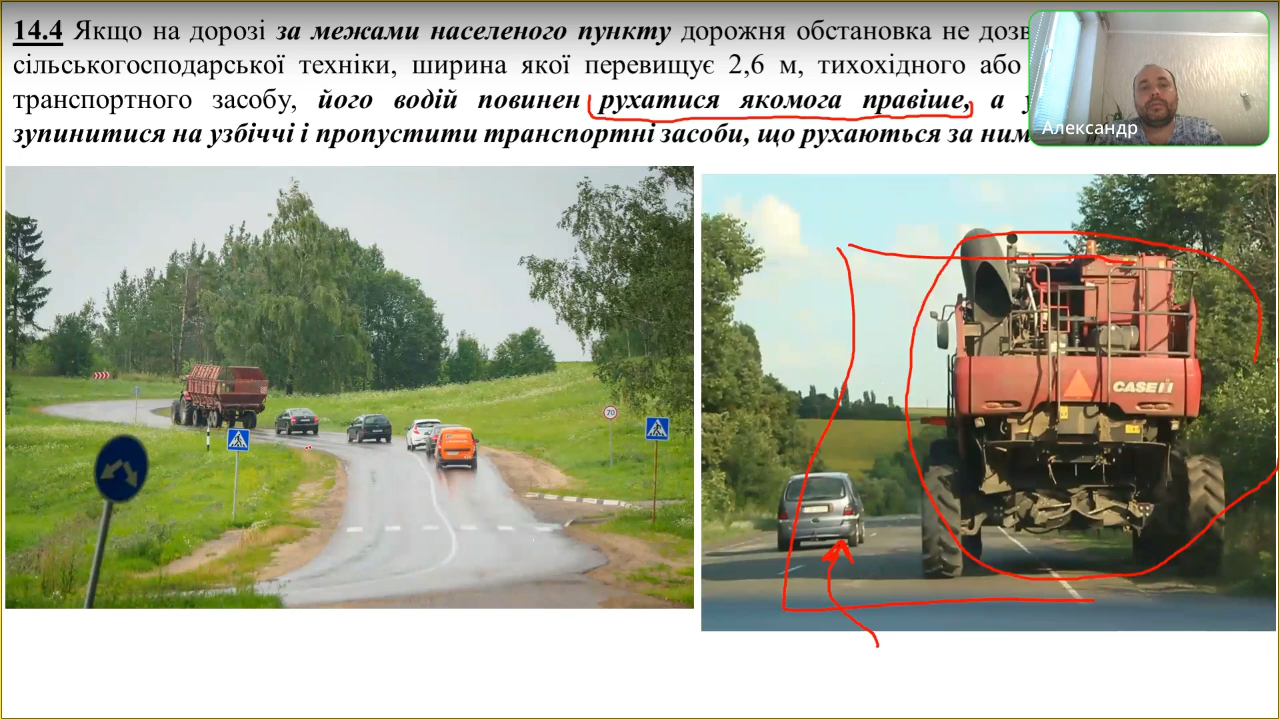 14.4 Якщо на дорозі за межами населеного пункту дорожня обстановка не
сільськогосподарської техніки, ширина якої перевищує 2,6 м, тихохідного або
транспортного засобу, його водій повинен рухатися якомога правіше, а
зупинитися на узбіччі і пропустити транспортні засоби, що рухаються за ним
Александр
70
CASE IH